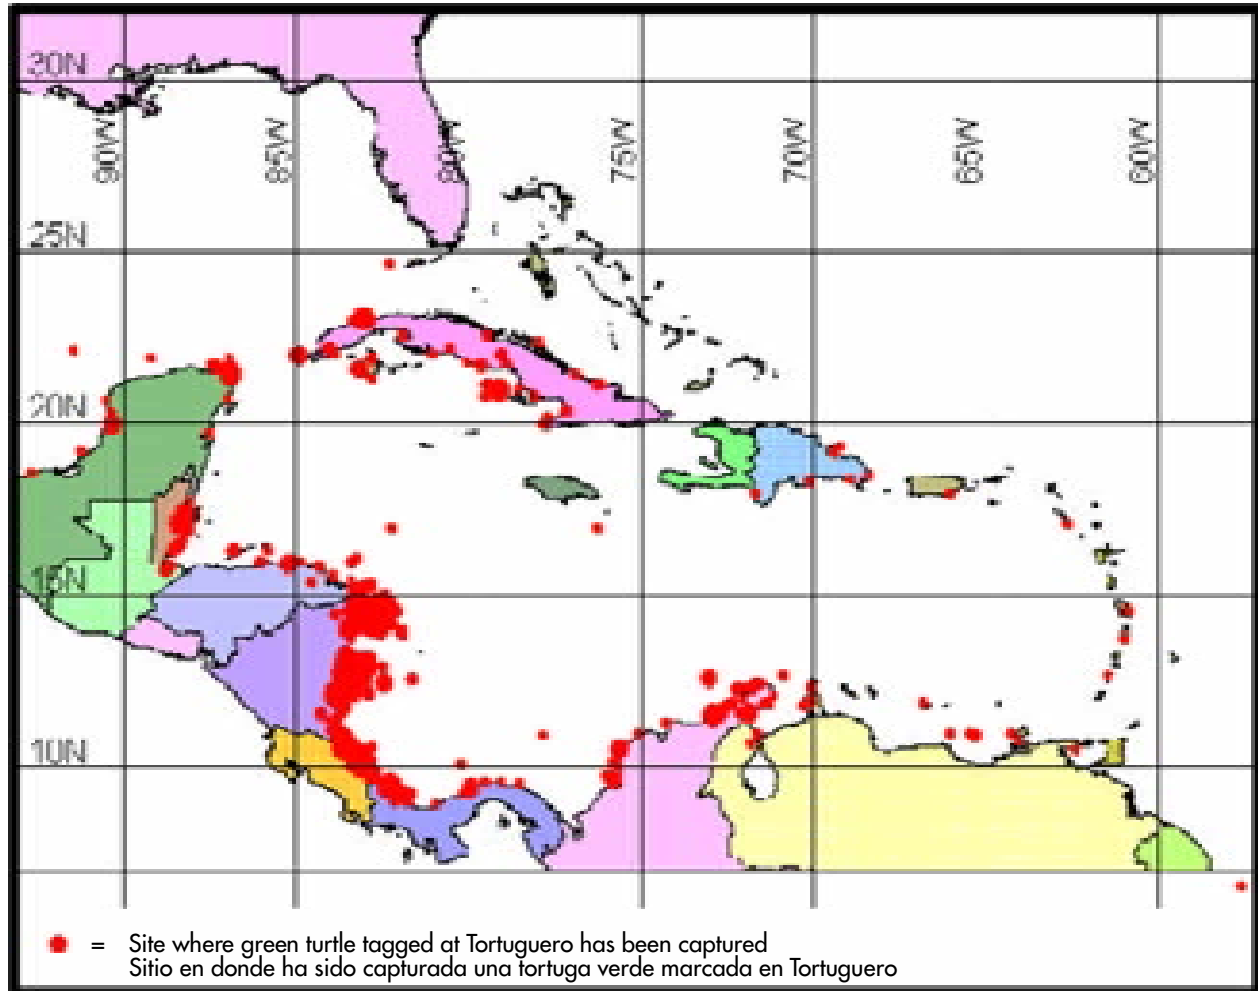 30N
90W
85W
80W
75W
70W
65W
60W
25N
20N
15N
10N
= Site where green turtle tagged at Tortuguero has been captured
Sitio en donde ha sido capturada una tortuga verde marcada en Tortuguero